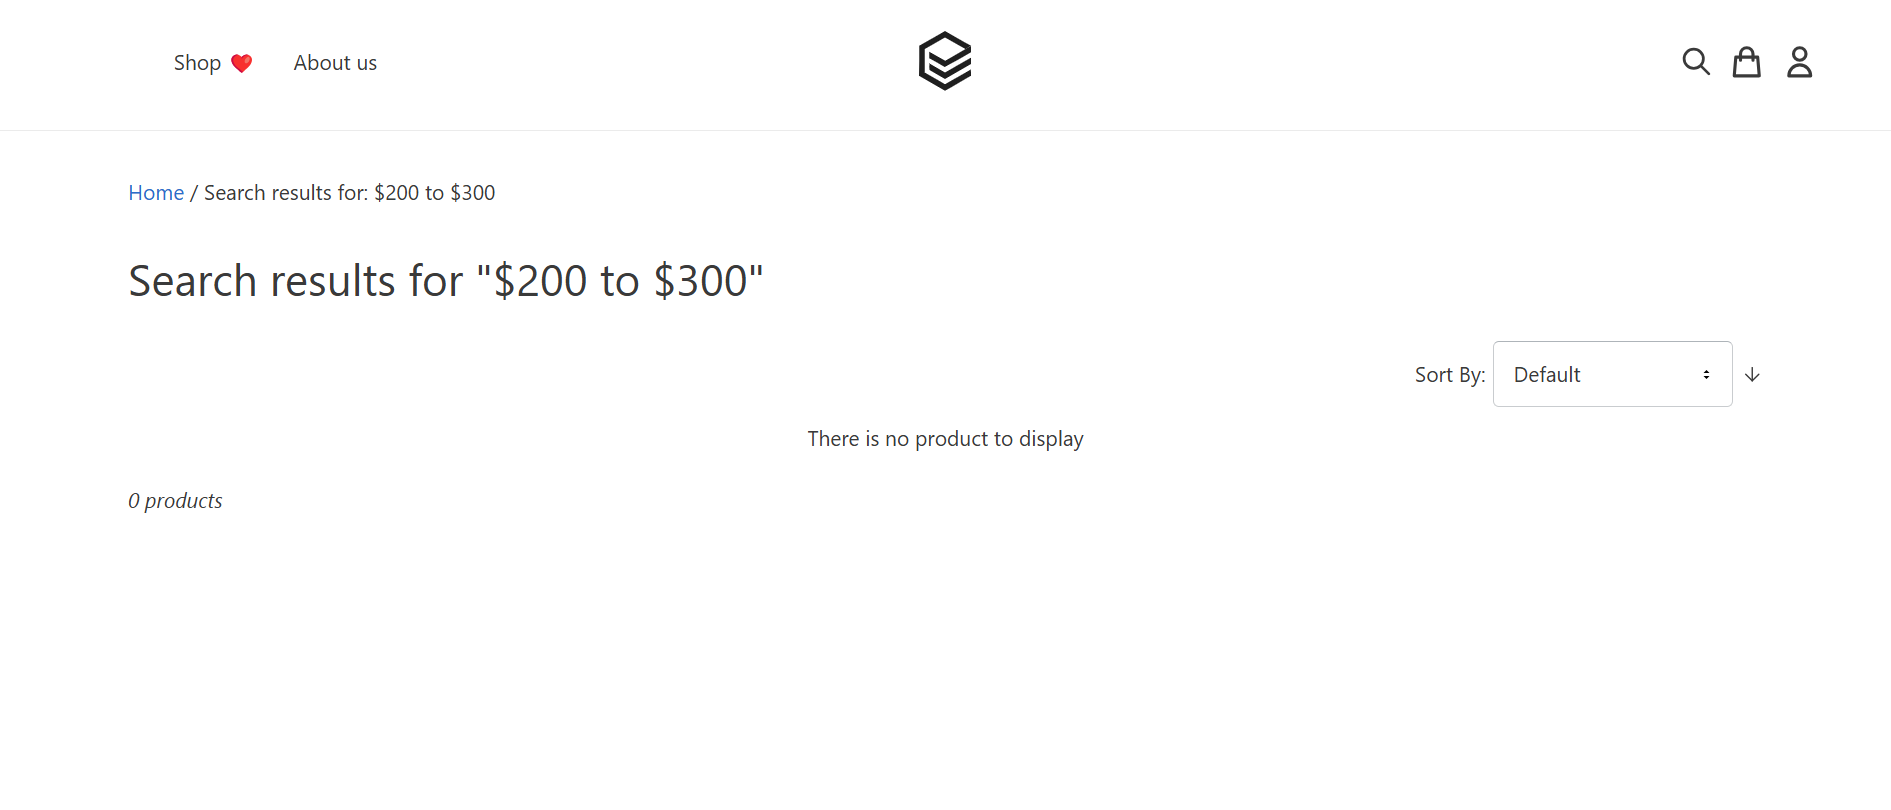 Shop ❤️ About us
Home / Search results for: $200 to $300
Search results for "$200 to $300"
Sort By: Default
There is no product to display
0 products